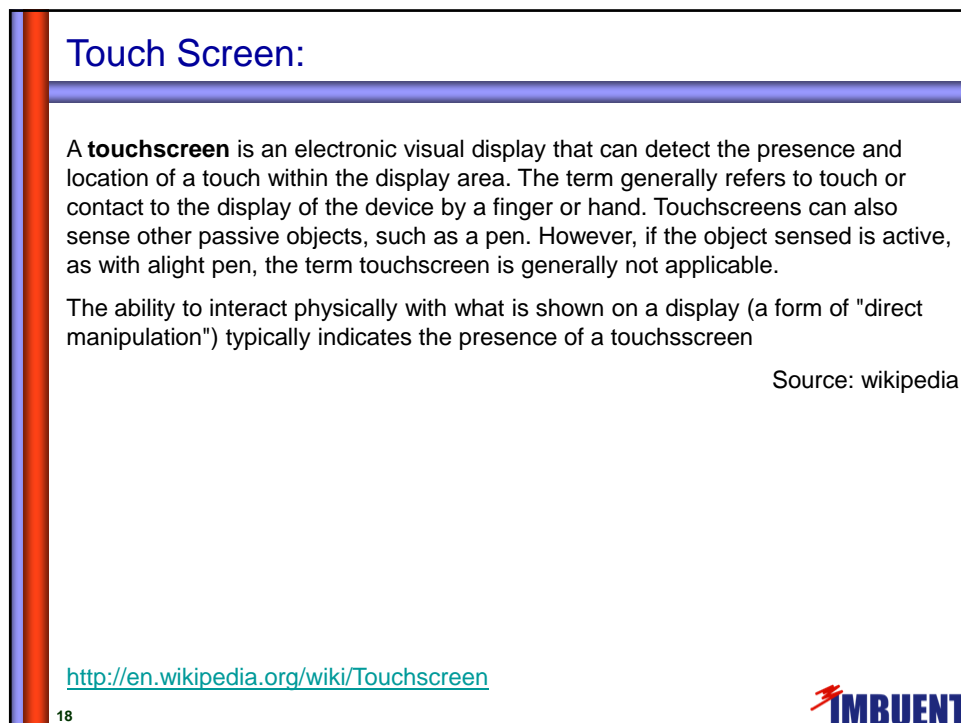 Touch Screen:
A touchscreen is an electronic visual display that can detect the presence and
location of a touch within the display area. The term generally refers to touch or
contact to the display of the device by a finger or hand. Touchscreens can also
sense other passive objects, such as a pen. However, if the object sensed is active,
as with alight pen, the term touchscreen is generally not applicable.
The ability to interact physically with what is shown on a display (a form of "direct
manipulation") typically indicates the presence of a touchsscreen
Source: wikipedia
http://en.wikipedia.org/wiki/Touchscreen
18
IMBUENT